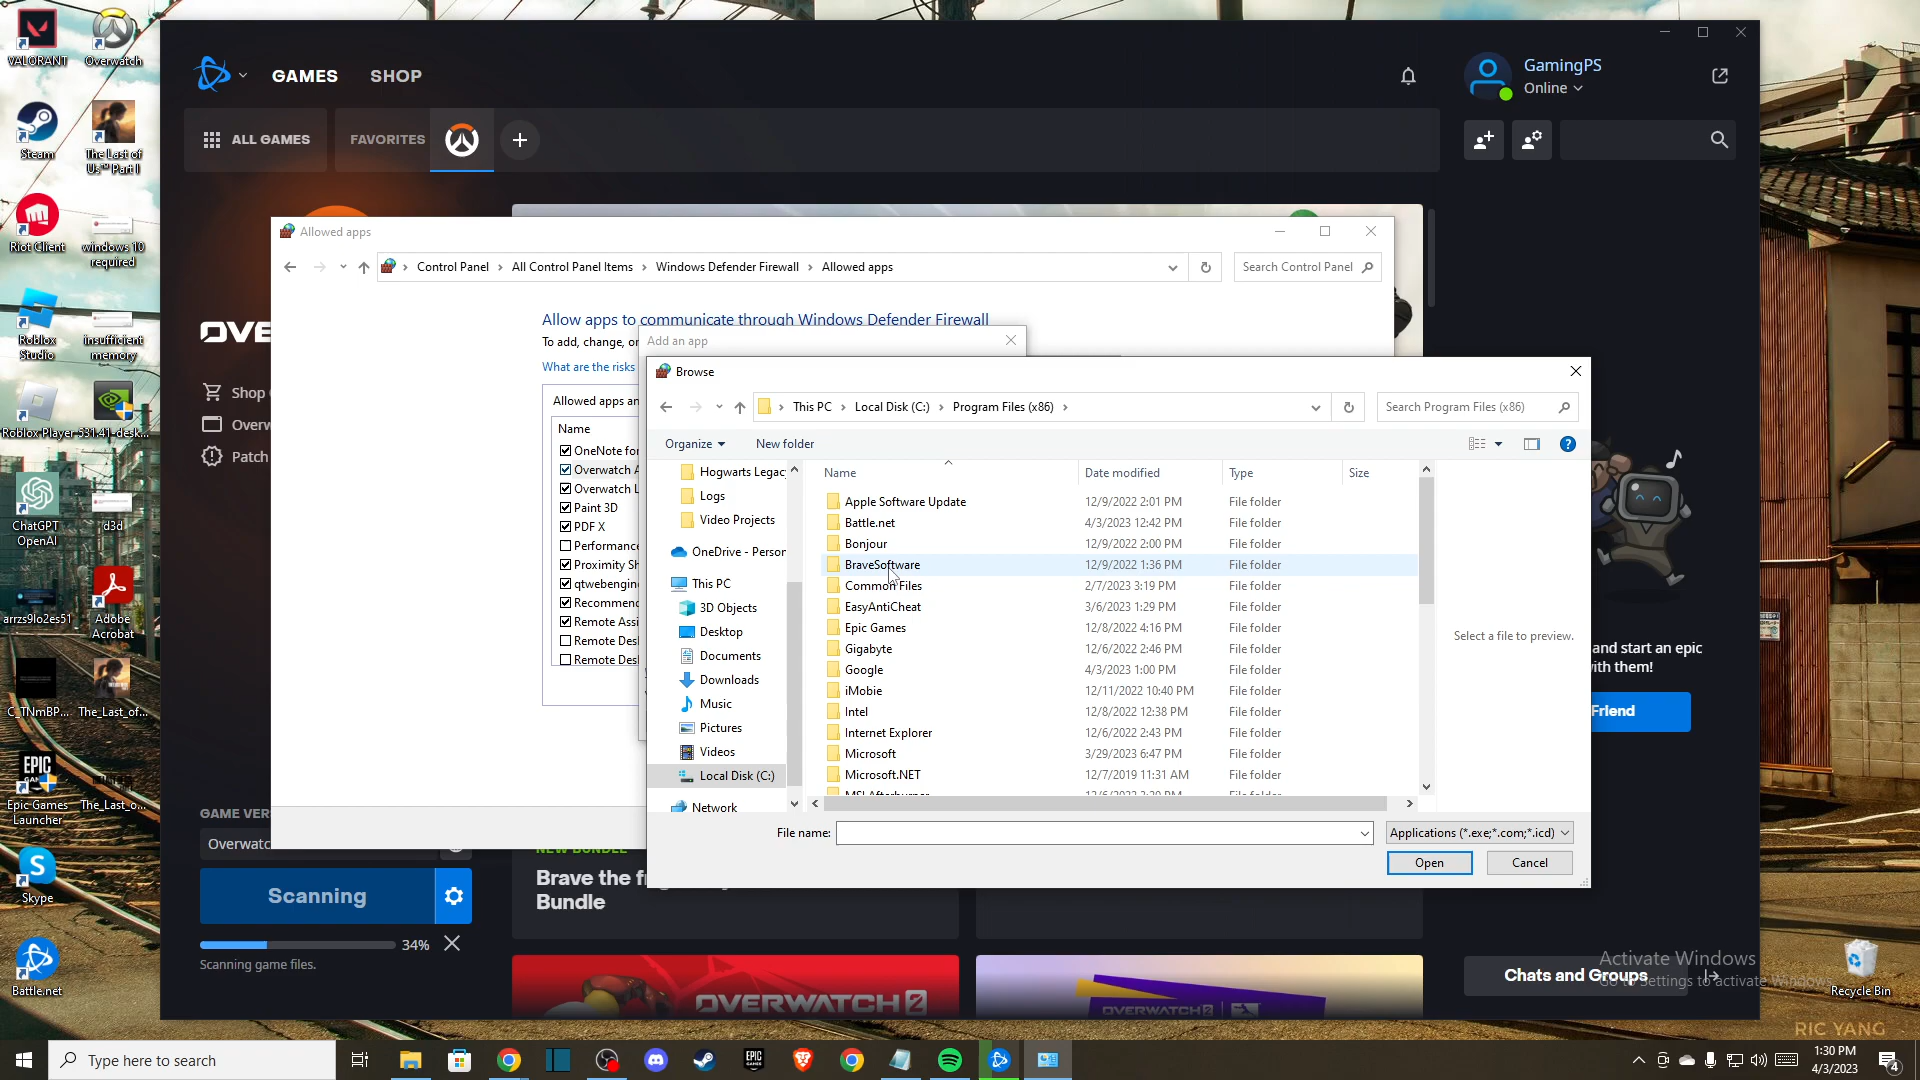 VALORANT
Overwatch
Steam
The Last of
Us™ Part I
Riot Client
windows 10
required
Roblox
Studio
insufficient
memory
Roblox Player
531.41-desk...
ChatGPT
OpenAI
d3d
arrzs9lo2es51
Adobe
Acrobat
C_TNmBP...
The_Last_of...
Epic Games
Launcher
The_Last_o...
Skype
Battle.net
GAMES
SHOP
GamingPS
Online
ALL GAMES
FAVORITES
OVE
Shop
Overw
Patch
Allowed apps
Control Panel
All Control Panel Items
Windows Defender Firewall
Allowed apps
Search Control Panel
Allow apps to communicate through Windows Defender Firewall
To add, change, or
What are the risks
Allowed apps an
Name
OneNote for
Overwatch A
Overwatch L
Paint 3D
PDF X
Performance
Proximity Sh
qtwebengin
Recommend
Remote Assi
Remote Desl
Remote Desl
Add an app
Browse
This PC
Local Disk (C:)
Program Files (x86)
Search Program Files (x86)
Organize
New folder
Hogwarts Legac
Logs
Video Projects
OneDrive - Person
This PC
3D Objects
Desktop
Documents
Downloads
Music
Pictures
Videos
Local Disk (C:)
Network
Name Date modified Type Size
Apple Software Update 12/9/2022 2:01 PM File folder
Battle.net 4/3/2023 12:42 PM File folder
Bonjour 12/9/2022 2:00 PM File folder
BraveSoftware 12/9/2022 1:36 PM File folder
Common Files 2/7/2023 3:19 PM File folder
EasyAntiCheat 3/6/2023 1:29 PM File folder
Epic Games 12/8/2022 4:16 PM File folder
Gigabyte 12/6/2022 2:46 PM File folder
Google 4/3/2023 1:00 PM File folder
iMobie 12/11/2022 10:40 PM File folder
Intel 12/8/2022 12:38 PM File folder
Internet Explorer 12/6/2022 2:43 PM File folder
Microsoft 3/29/2023 6:47 PM File folder
Microsoft.NET 12/7/2019 11:31 AM File folder
Select a file to preview.
File name:
Applications (*.exe;*.com;*.icd)
Open
Cancel
and start an epic
ith them!
Friend
GAME VER
Overwatc
Scanning
34%
Scanning game files.
NEW BUNDLE
Brave the f
Bundle
OVERWATCH 2
OVERWATCH 2
Chats and Groups
Activate Windows
Go to Settings to activate Windows.
Recycle Bin
RIC YANG
Type here to search
EPIC
1:30 PM
4/3/2023
4